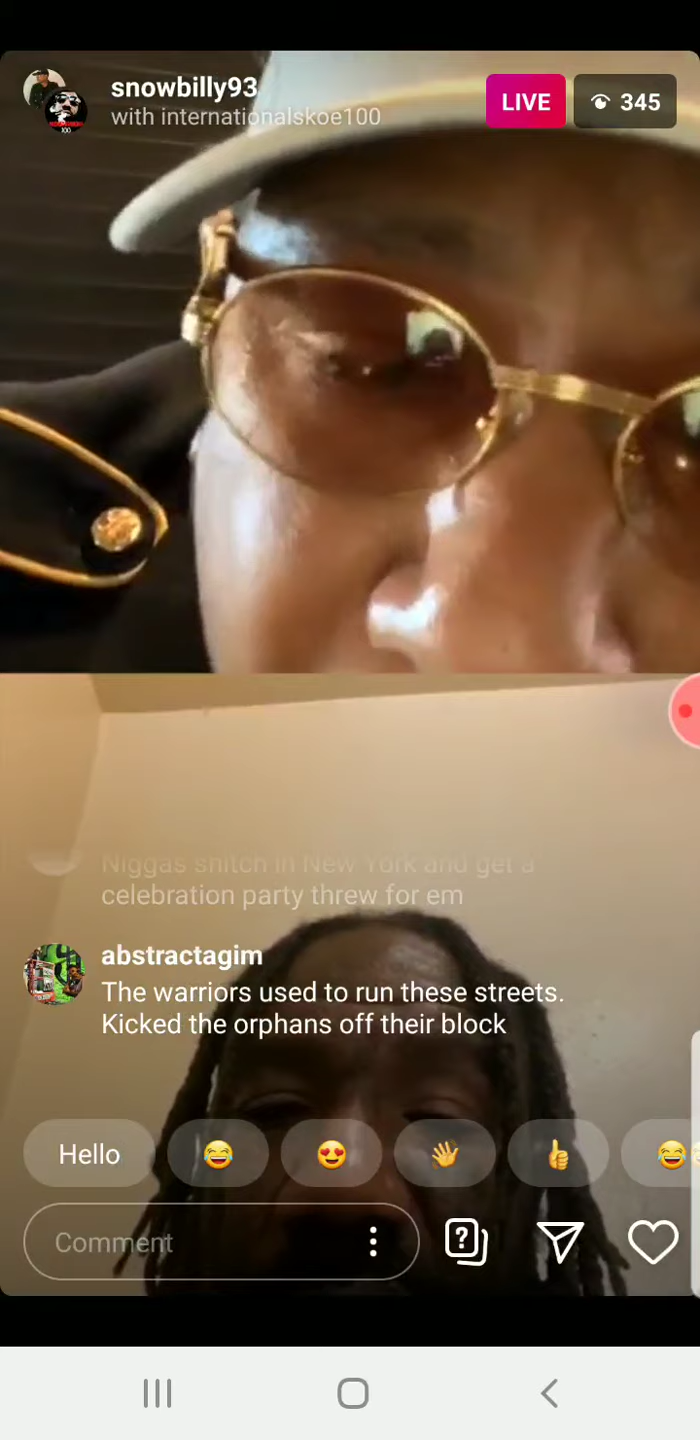 snowbilly93
with internationalskoe100
LIVE
345
100
Niggas snitch in New York and get a
celebration party threw for em
abstractagim
The warriors used to run these streets.
Kicked the orphans off their block
Hello
Comment
?